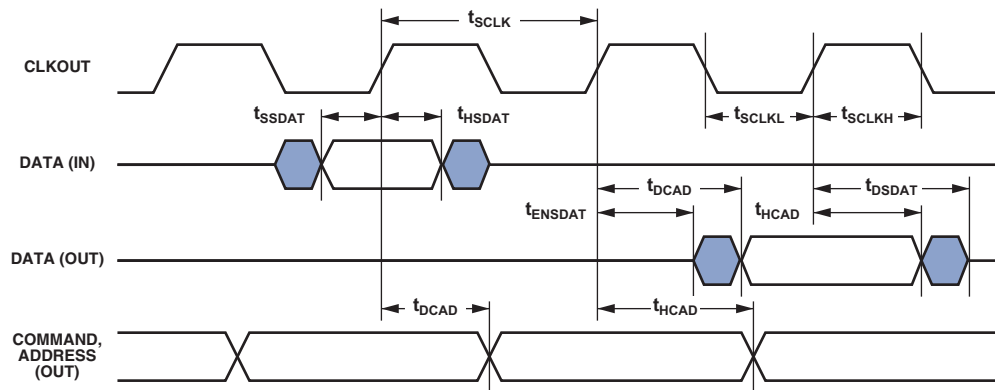 tSCLK
CLKOUT
tSSDAT
tHSDAT
tSCLKL
tSCLKH
DATA (IN)
tDCAD
tDSDAT
tENSDAT
tHCAD
DATA (OUT)
tDCAD
tHCAD
COMMAND,
ADDRESS
(OUT)